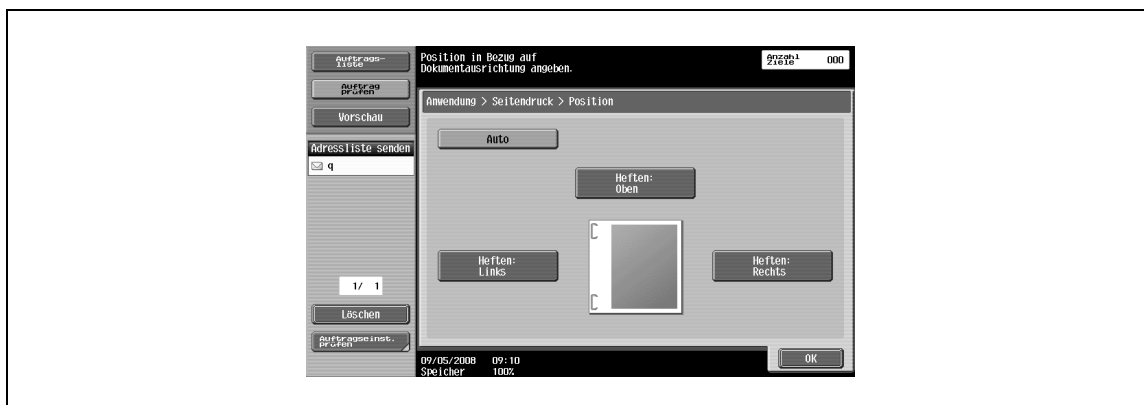 Auftrags-
liste
Auftrag
prüfen
Vorschau
Adressliste senden
q
1/ 1
Löschen
Auftragseinst.
prüfen
Position in Bezug auf
Dokumentausrichtung angeben.
Anzahl
Ziele 000
Anwendung > Seitendruck > Position
Auto
Heften:
Oben
Heften:
Links
Heften:
Rechts
09/05/2008 09:10
Speicher 100%
OK